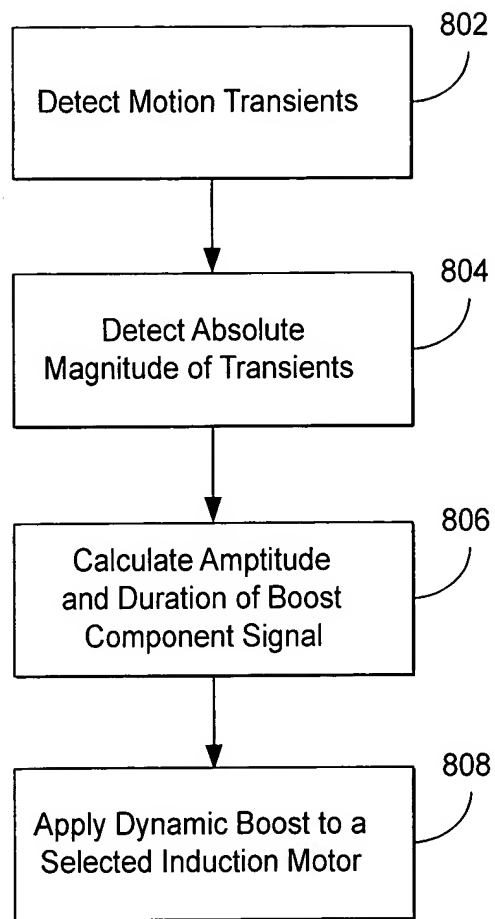 802
Detect Motion Transients
804
Detect Absolute
Magnitude of Transients
806
Calculate Amptitude
and Duration of Boost
Component Signal
808
Apply Dynamic Boost to a
Selected Induction Motor